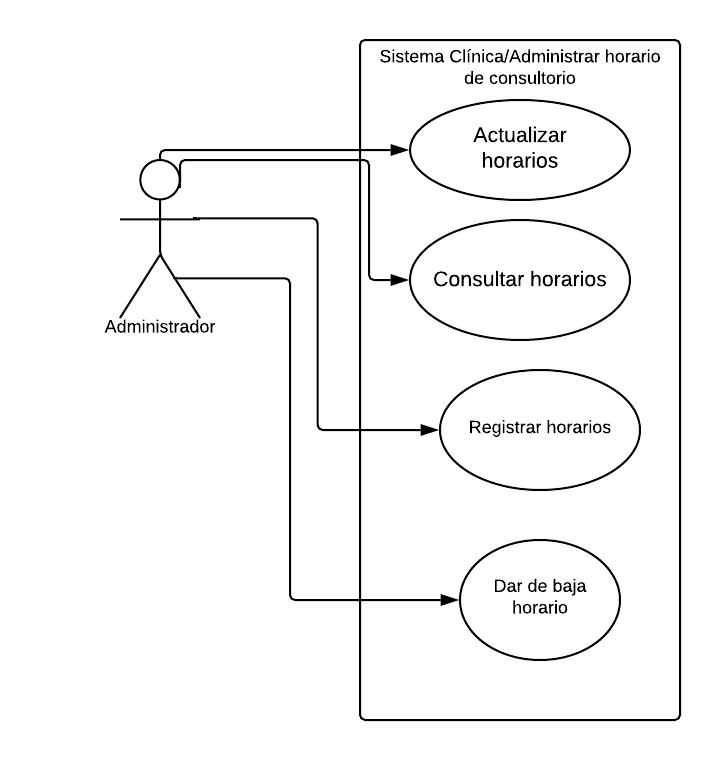 Sistema Clínica/Administrar horario
de consultorio
Actualizar
horarios
Consultar horarios
Administrador
Registrar horarios
Dar de baja
horario